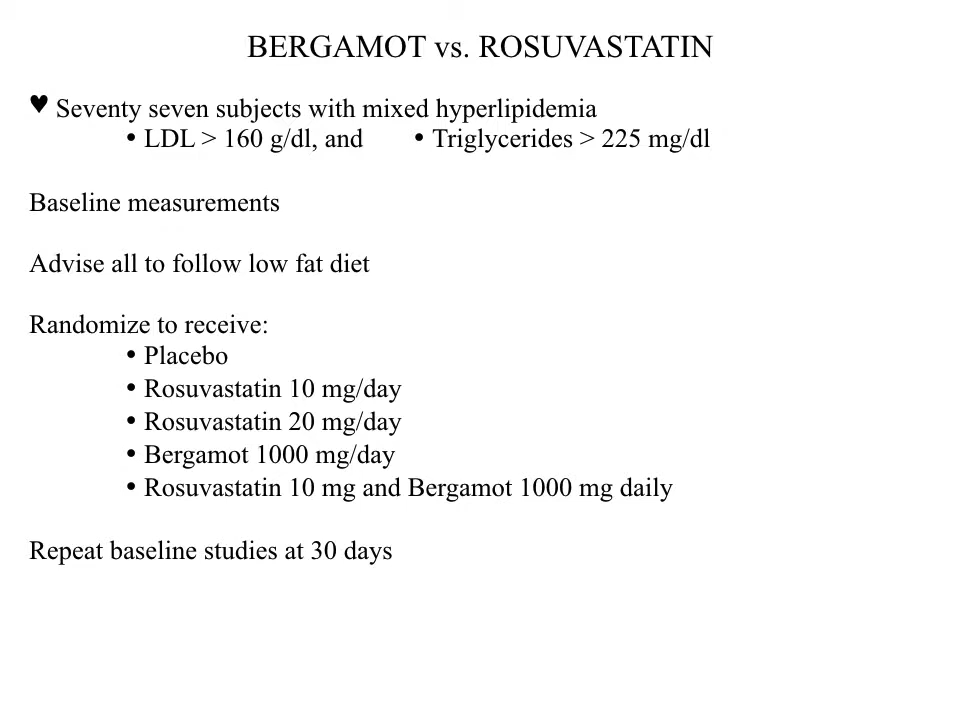 BERGAMOT vs. ROSUVASTATIN
♥ Seventy seven subjects with mixed hyperlipidemia
• LDL > 160 g/dl, and • Triglycerides > 225 mg/dl
Baseline measurements
Advise all to follow low fat diet
Randomize to receive:
• Placebo
• Rosuvastatin 10 mg/day
• Rosuvastatin 20 mg/day
• Bergamot 1000 mg/day
• Rosuvastatin 10 mg and Bergamot 1000 mg daily
Repeat baseline studies at 30 days